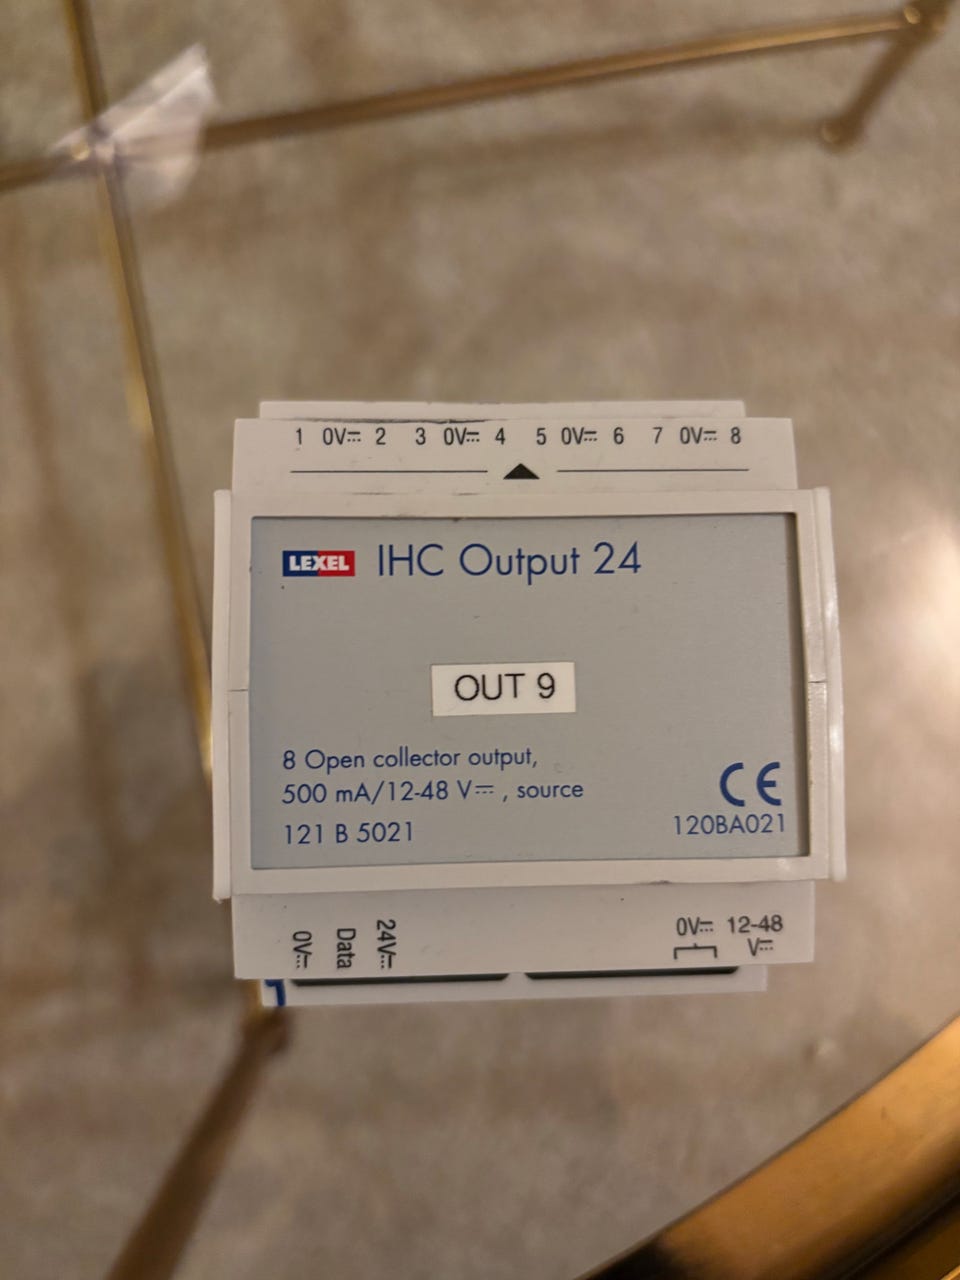 1 0V⎓ 2 3 0V⎓ 4 5 0V⎓ 6 7 0V⎓ 8
LEXEL IHC Output 24
OUT 9
8 Open collector output,
500 mA/12-48 V⎓ , source
121 B 5021
CE
120BA021
0V⎓ Data 24V⎓
0V⎓ 12-48 V⎓